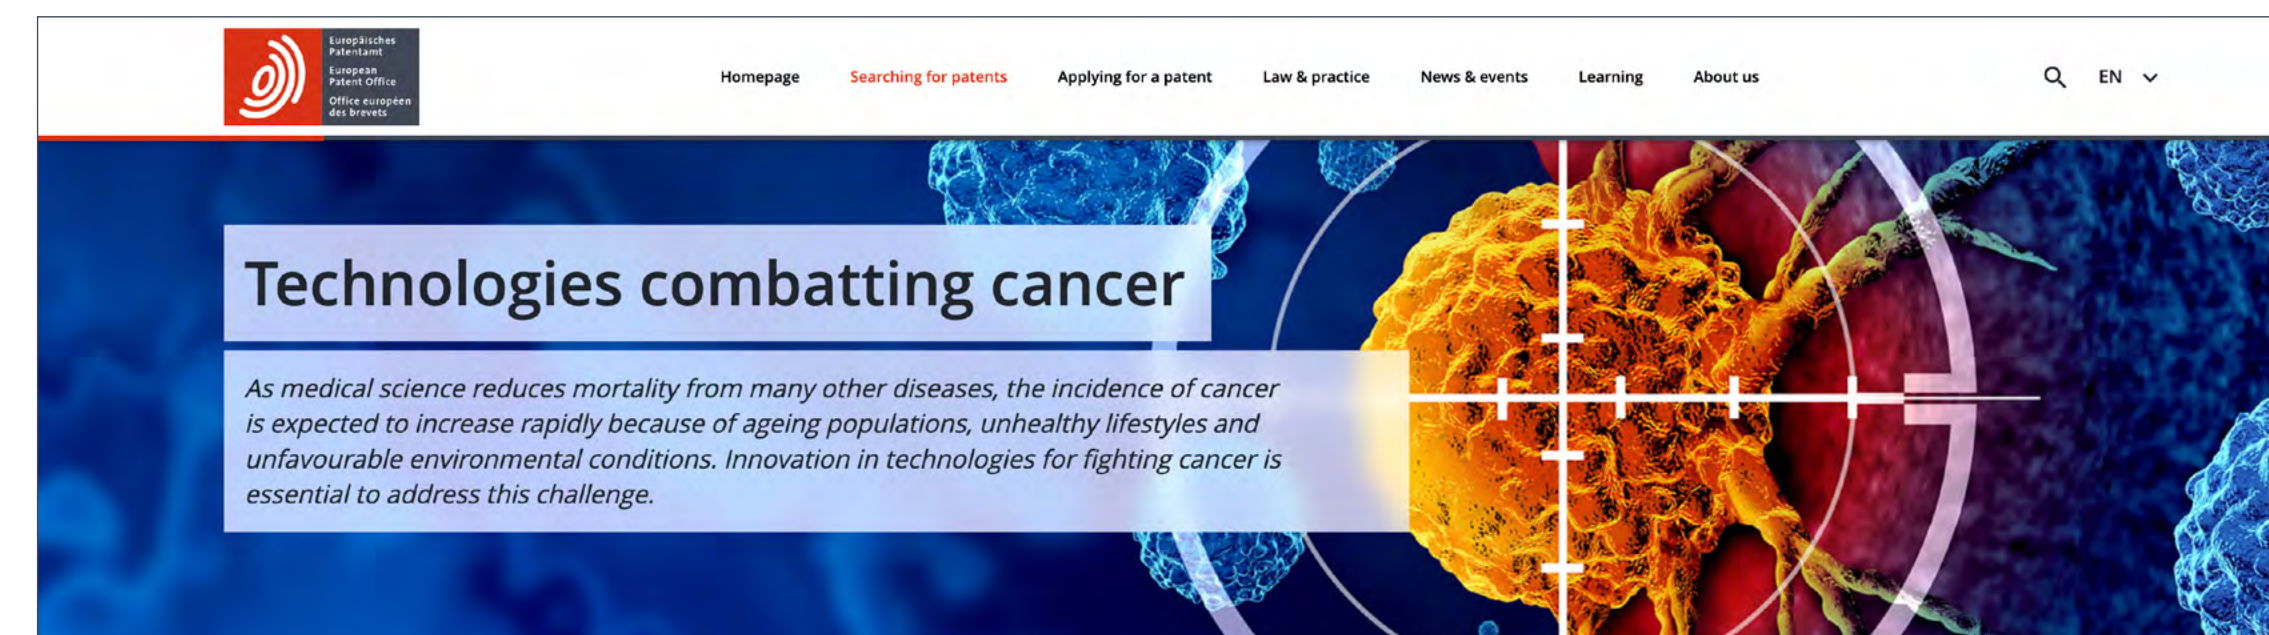 Europäisches
Patentamt
European
Patent Office
Office européen
des brevets
Homepage Searching for patents Applying for a patent Law & practice News & events Learning About us EN
Technologies combatting cancer
As medical science reduces mortality from many other diseases, the incidence of cancer
is expected to increase rapidly because of ageing populations, unhealthy lifestyles and
unfavourable environmental conditions. Innovation in technologies for fighting cancer is
essential to address this challenge.